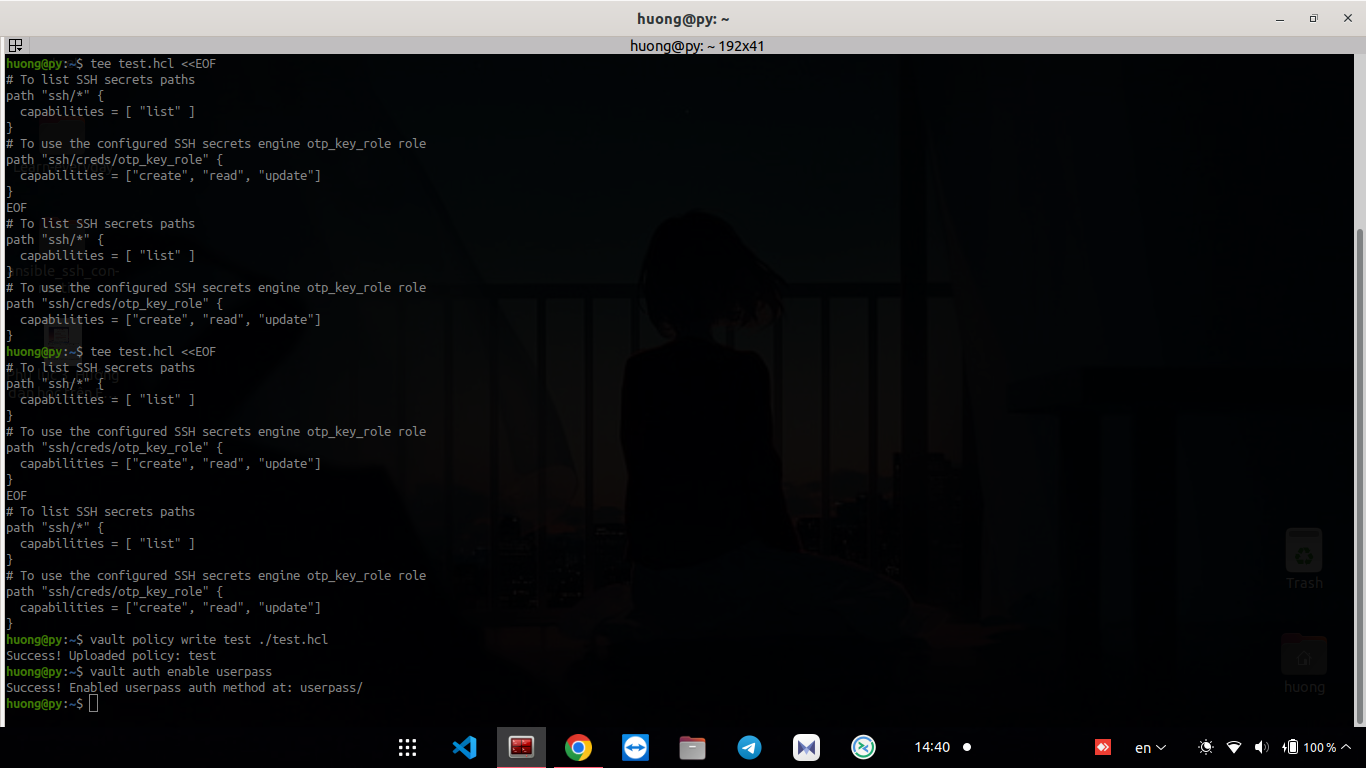 huong@py: ~
huong@py: ~ 192x41
huong@py:~$ tee test.hcl <<EOF
# To list SSH secrets paths
path "ssh/*" {
  capabilities = [ "list" ]
}
# To use the configured SSH secrets engine otp_key_role role
path "ssh/creds/otp_key_role" {
  capabilities = ["create", "read", "update"]
}
EOF
# To list SSH secrets paths
path "ssh/*" {
  capabilities = [ "list" ]
}
# To use the configured SSH secrets engine otp_key_role role
path "ssh/creds/otp_key_role" {
  capabilities = ["create", "read", "update"]
}
huong@py:~$ tee test.hcl <<EOF
# To list SSH secrets paths
path "ssh/*" {
  capabilities = [ "list" ]
}
# To use the configured SSH secrets engine otp_key_role role
path "ssh/creds/otp_key_role" {
  capabilities = ["create", "read", "update"]
}
EOF
# To list SSH secrets paths
path "ssh/*" {
  capabilities = [ "list" ]
}
# To use the configured SSH secrets engine otp_key_role role
path "ssh/creds/otp_key_role" {
  capabilities = ["create", "read", "update"]
}
huong@py:~$ vault policy write test ./test.hcl
Success! Uploaded policy: test
huong@py:~$ vault auth enable userpass
Success! Enabled userpass auth method at: userpass/
huong@py:~$
Trash
huong
14:40
en
100 %